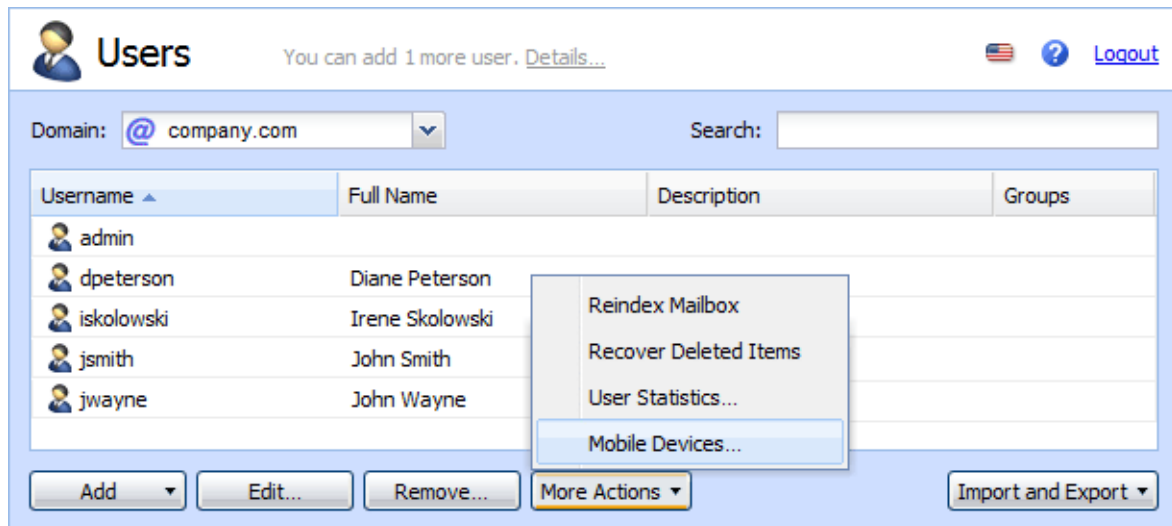 Users You can add 1 more user. Details... Logout
Domain: @ company.com Search:
Username Full Name Description Groups
admin
dpeterson Diane Peterson
iskolowski Irene Skolowski
jsmith John Smith
jwayne John Wayne
Reindex Mailbox
Recover Deleted Items
User Statistics...
Mobile Devices...
Add Edit... Remove... More Actions Import and Export